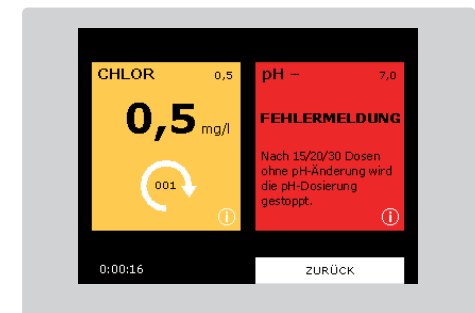 CHLOR 0,5
0,5 mg/l
001
i
pH – 7,0
FEHLERMELDUNG
Nach 15/20/30 Dosen
ohne pH-Änderung wird
die pH-Dosierung
gestoppt.
i
0:00:16
ZURÜCK